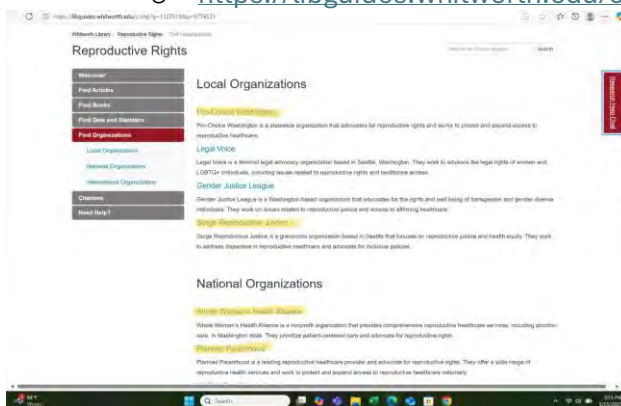 https://libguides.whitworth.edu/c
Whitworth Library Reproductive Rights Find Organizations
Reproductive Rights
Search
Welcome!
Find Articles
Find Books
Find Data and Statistics
Find Organizations
Local Organizations
National Organizations
International Organizations
Citations
Need Help?
Local Organizations
Pro-Choice Washington
Pro-Choice Washington is a statewide organization that advocates for reproductive rights and works to protect and expand access to
reproductive healthcare.
Legal Voice
Legal Voice is a feminist legal advocacy organization based in Seattle, Washington. They work to advance the legal rights of women and
LGBTQ+ individuals, including issues related to reproductive rights and healthcare access.
Gender Justice League
Gender Justice League is a Washington-based organization that advocates for the rights and well-being of transgender and gender diverse
individuals. They work on issues related to reproductive justice and access to affirming healthcare.
Surge Reproductive Justice
Surge Reproductive Justice is a grassroots organization based in Seattle that focuses on reproductive justice and health equity. They work
to address disparities in reproductive healthcare and advocate for inclusive policies.
National Organizations
Whole Woman's Health Alliance
Whole Woman's Health Alliance is a nonprofit organization that provides comprehensive reproductive healthcare services, including abortion
care, in Washington state. They prioritize patient-centered care and advocate for reproductive rights.
Planned Parenthood
Planned Parenthood is a leading reproductive healthcare provider and advocate for reproductive rights. They offer a wide range of
reproductive health services and work to protect and expand access to reproductive healthcare nationally.
Search